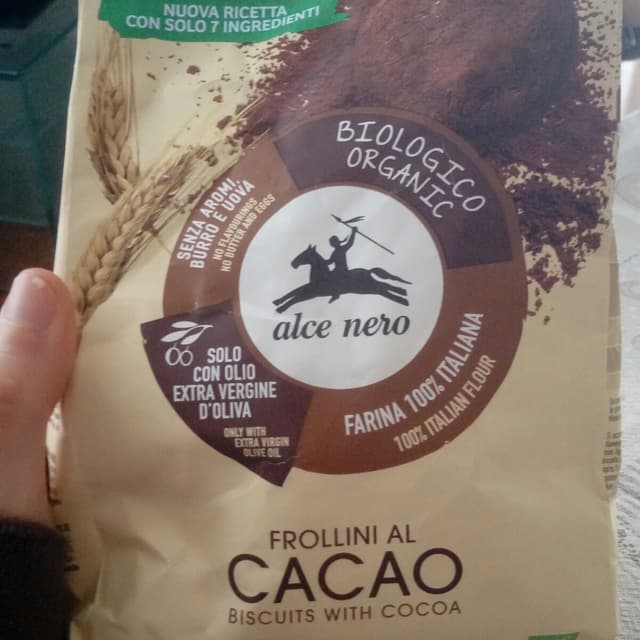 NUOVA RICETTA
CON SOLO 7 INGREDIENTI
BIOLOGICO
ORGANIC
SENZA AROMI,
BURRO E UOVA
NO FLAVOURINGS
NO BUTTER AND EGGS
alce nero
SOLO
CON OLIO
EXTRA VERGINE
D'OLIVA
ONLY WITH
EXTRA VIRGIN
OLIVE OIL
FARINA 100% ITALIANA
100% ITALIAN FLOUR
FROLLINI AL
CACAO
BISCUITS WITH COCOA